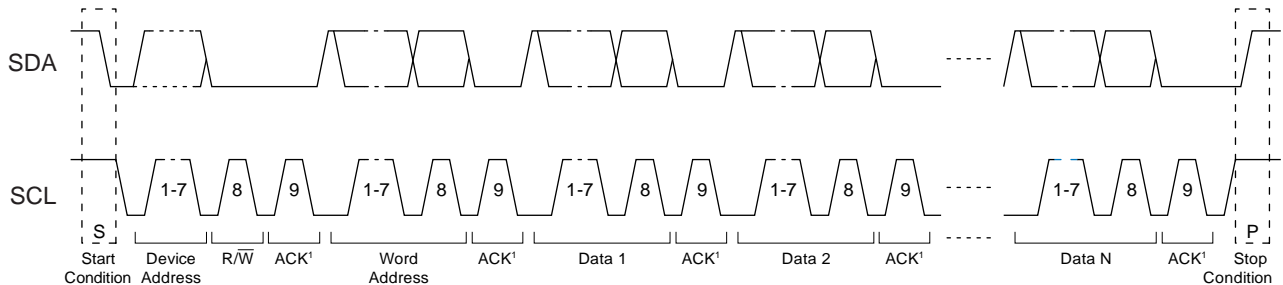 SDA
SCL
1-7 8 9 1-7 8 9 1-7 8 9 1-7 8 9 1-7 8 9
S P
Start Condition
Device Address
R/W̅
ACK¹
Word Address
ACK¹
Data 1
ACK¹
Data 2
ACK¹
Data N
ACK¹
Stop Condition